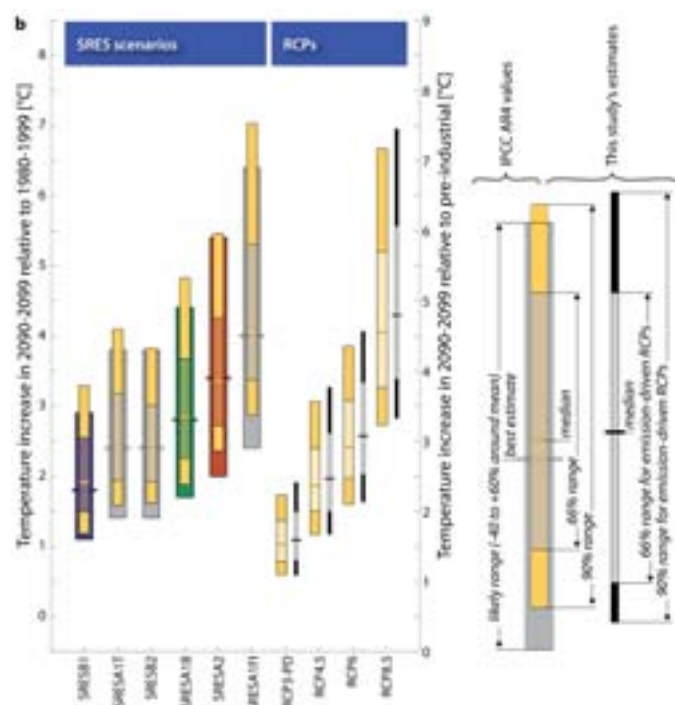 b
SRES scenarios
RCPs
Temperature increase in 2090-2099 relative to 1980-1999 [°C]
8
7
6
5
4
3
2
1
0
Temperature increase in 2090-2099 relative to pre-industrial [°C]
9
8
7
6
5
4
3
2
1
0
SRESB1
SRESA1T
SRESB2
SRESA1B
SRESA2
SRESA1FI
RCP3-PD
RCP4.5
RCP6
RCP8.5
IPCC AR4 values
This study's estimates
likely range (-40 to +60% around mean)
best estimate
median
66% range
90% range
median
66% range for emission-driven RCPs
90% range for emission-driven RCPs